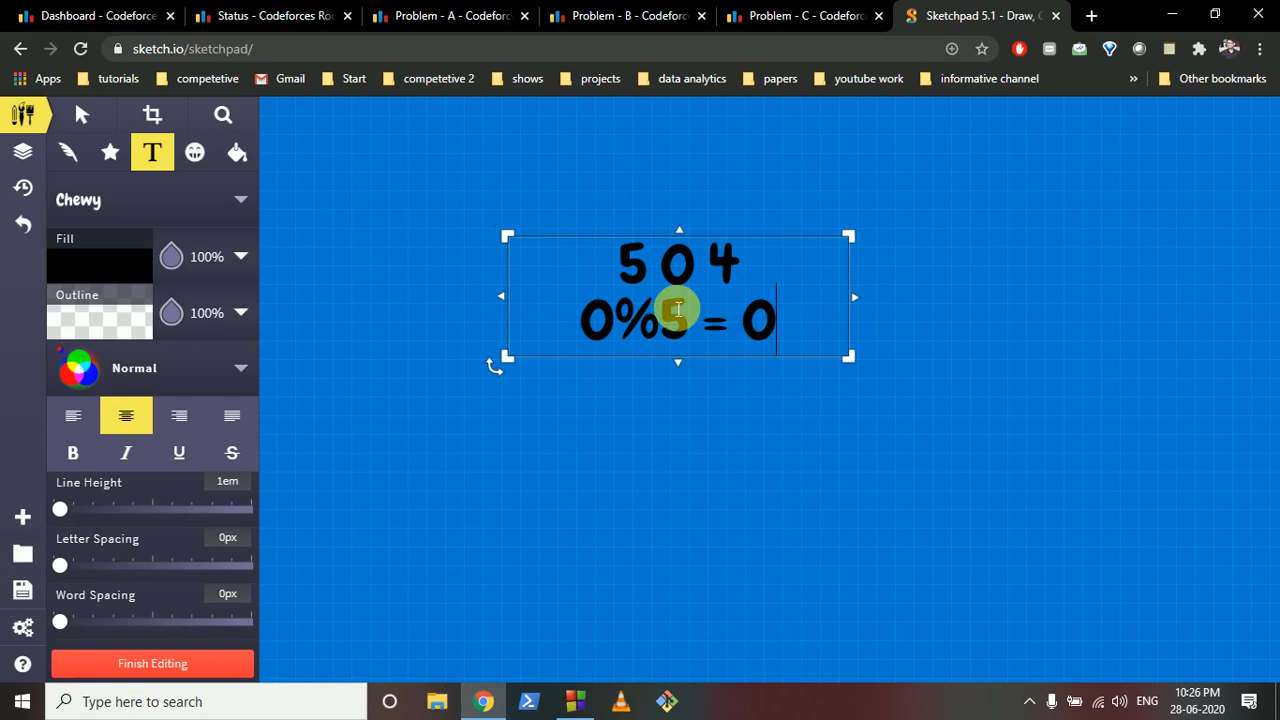 Dashboard - Codeforce
Status - Codeforces Rou
Problem - A - Codeforc
Problem - B - Codeforc
Problem - C - Codeforc
Sketchpad 5.1 - Draw, C
sketch.io/sketchpad/
Apps
tutorials
competetive
Gmail
Start
competetive 2
shows
projects
data analytics
papers
youtube work
informative channel
»
Other bookmarks
T
Chewy
Fill
100%
Outline
100%
Normal
B I U S
Line Height
1em
Letter Spacing
0px
Word Spacing
0px
Finish Editing
5 0 4
0%5 = 0
Type here to search
ENG
10:26 PM
28-06-2020